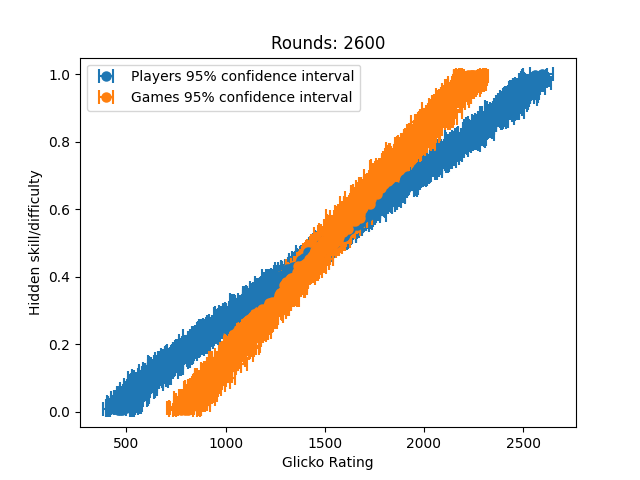 Rounds: 2600
Players 95% confidence interval
Games 95% confidence interval
1.0
0.8
0.6
0.4
0.2
0.0
Hidden skill/difficulty
500 1000 1500 2000 2500
Glicko Rating